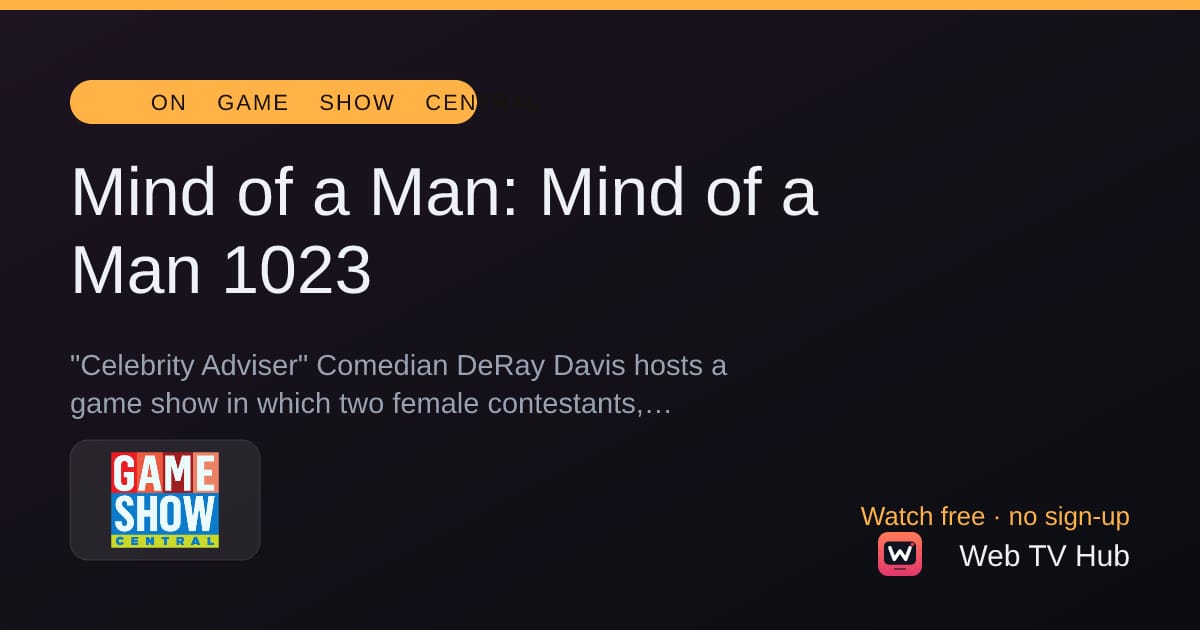 ON GAME SHOW CENTRAL
Mind of a Man: Mind of a
Man 1023
"Celebrity Adviser" Comedian DeRay Davis hosts a
game show in which two female contestants,…
GAME
SHOW
CENTRAL
Watch free · no sign-up
W
Web TV Hub